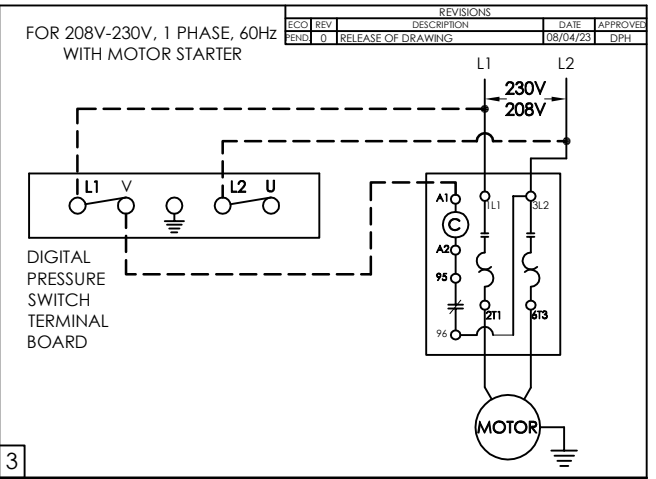 REVISIONS
ECO REV DESCRIPTION DATE APPROVED
PEND. 0 RELEASE OF DRAWING 08/04/23 DPH
FOR 208V-230V, 1 PHASE, 60Hz
WITH MOTOR STARTER
L1 L2
230V
208V
L1 V L2 U
A1 1L1 3L2
C
A2
95
2T1 6T3
96
DIGITAL
PRESSURE
SWITCH
TERMINAL
BOARD
MOTOR
3